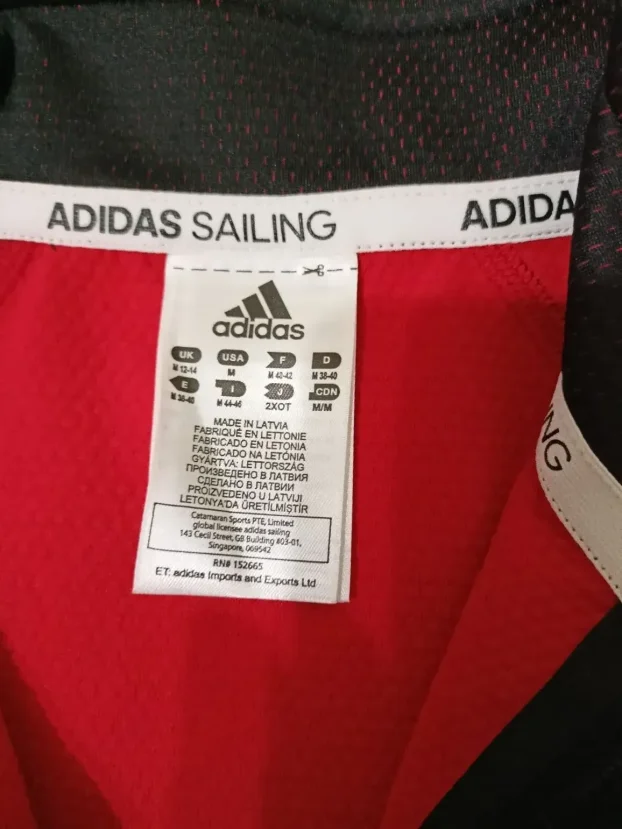 ADIDAS SAILING
ADIDA
NG
adidas
UK USA F D
M 12-14 M M 40-42 M 38-40
E I J CDN
M 38-40 M 44-46 2XOT M/M
MADE IN LATVIA
FABRIQUÉ EN LETTONIE
FABRICADO EN LETONIA
FABRICADO NA LETÓNIA
GYÁRTVA: LETTORSZÁG
ПРОИЗВЕДЕНО В ЛАТВИЯ
СДЕЛАНО В ЛАТВИИ
PROIZVEDENO U LATVIJI
LETONYA'DA ÜRETİLMİŞTİR
Catamaran Sports PTE, Limited
global licensee adidas sailing
143 Cecil Street, GB Building #03-01,
Singapore, 069542
RN# 152665
ET: adidas Imports and Exports Ltd